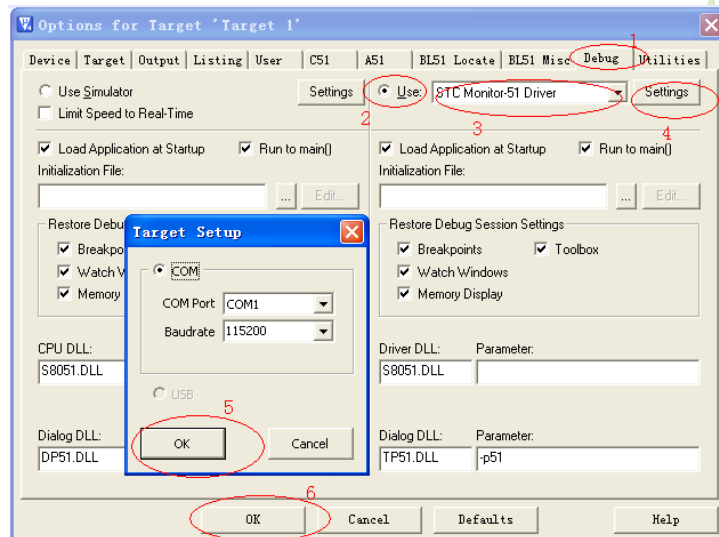 Options for Target 'Target 1'
1
Device Target Output Listing User C51 A51 BL51 Locate BL51 Misc Debug Utilities
Use Simulator Settings Use: STC Monitor-51 Driver Settings
Limit Speed to Real-Time
2 3 4
Load Application at Startup Run to main() Load Application at Startup Run to main()
Initialization File: Initialization File:
... Edit... ... Edit...
Restore Debu Restore Debug Session Settings
Breakpo Breakpoints Toolbox
Watch V Watch Windows
Memory Memory Display
Target Setup
COM
COM Port COM1
Baudrate 115200
USB
5
OK Cancel
CPU DLL: Driver DLL: Parameter:
S8051.DLL S8051.DLL
Dialog DLL: Dialog DLL: Parameter:
DP51.DLL TP51.DLL -p51
6
OK Cancel Defaults Help